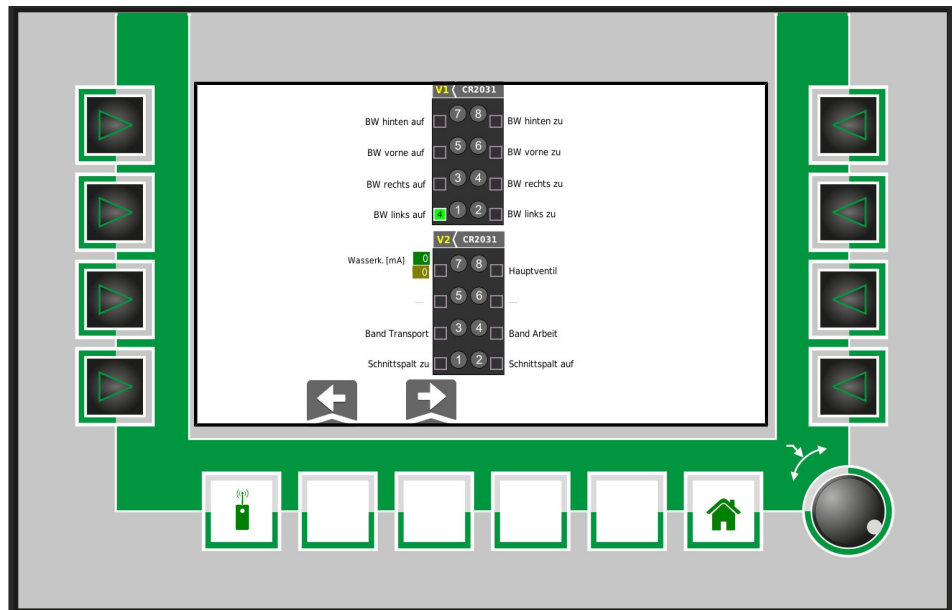 V1 CR2031
BW hinten auf 7 8 BW hinten zu
BW vorne auf 5 6 BW vorne zu
BW rechts auf 3 4 BW rechts zu
BW links auf 4 1 2 BW links zu
V2 CR2031
Wasserk. [mA] 0
0 7 8 Hauptventil
---- 5 6 ----
Band Transport 3 4 Band Arbeit
Schnittspalt zu 1 2 Schnittspalt auf